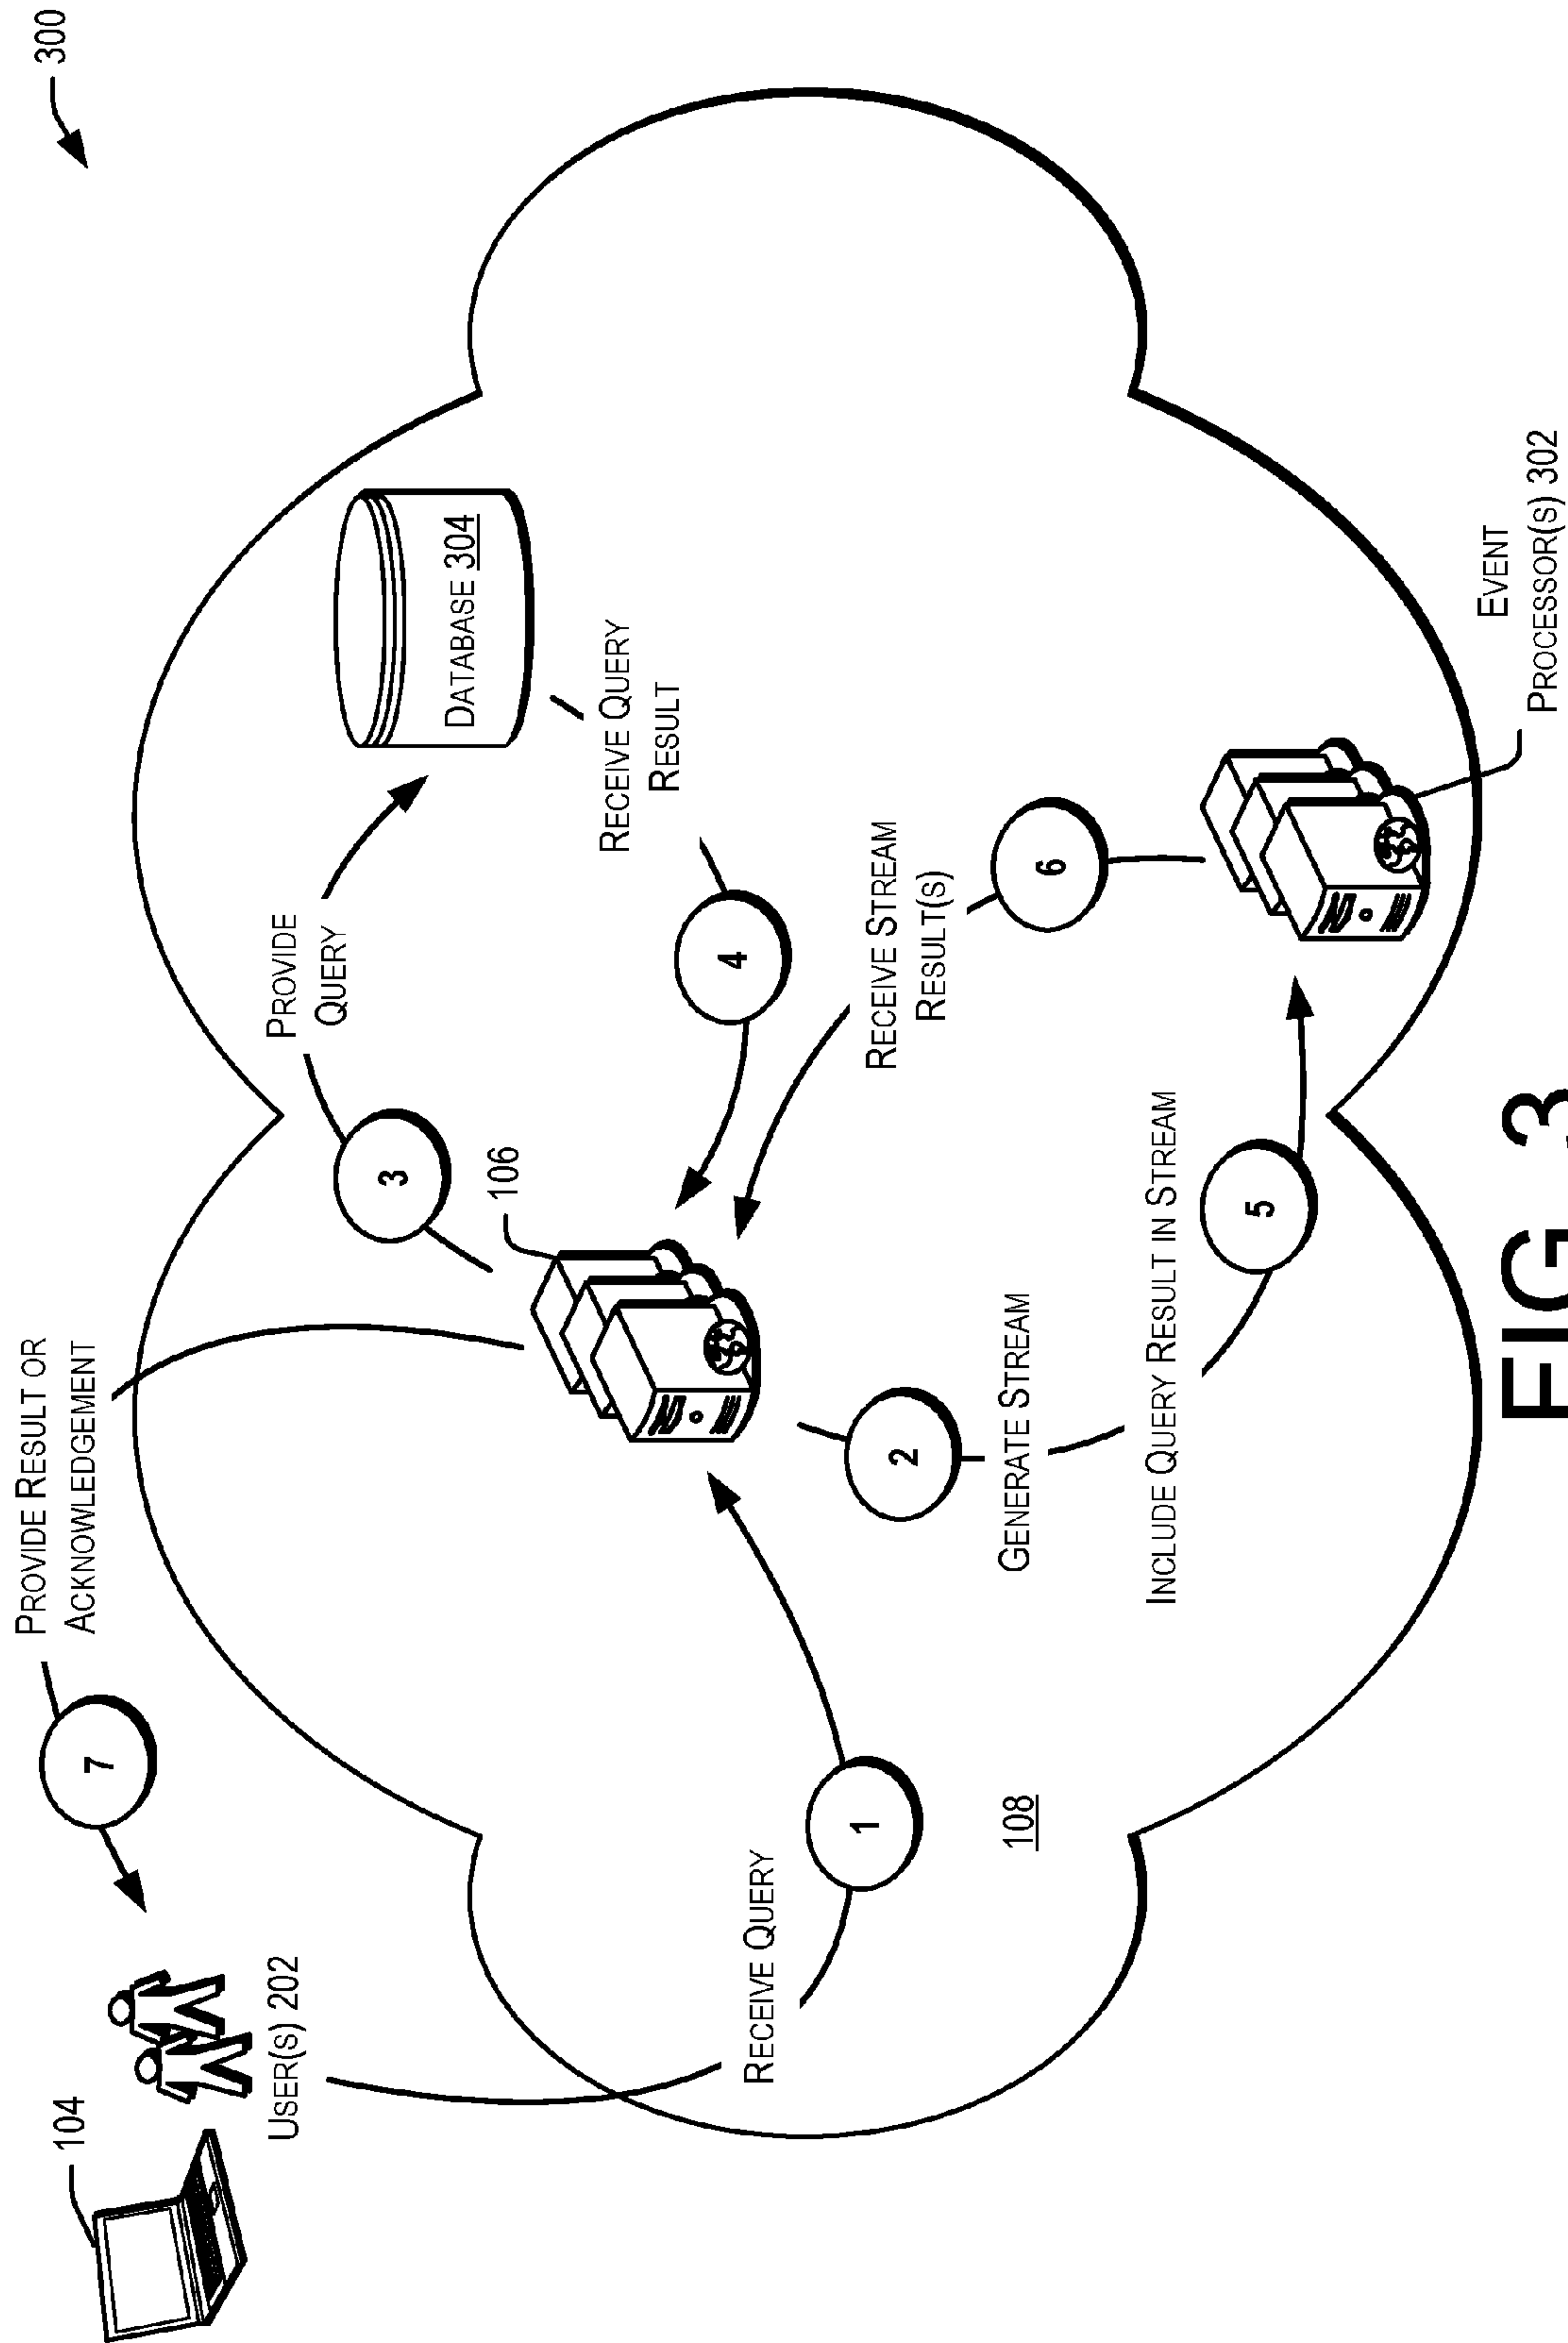 300
104
USER(S) 202
7
PROVIDE RESULT OR
ACKNOWLEDGEMENT
3
PROVIDE
QUERY
DATABASE 304
106
RECEIVE QUERY
RESULT
4
RECEIVE QUERY
1
2
GENERATE STREAM
RECEIVE STREAM
RESULT(S)
6
108
INCLUDE QUERY RESULT IN STREAM
5
EVENT
PROCESSOR(S) 302
FIG. 3